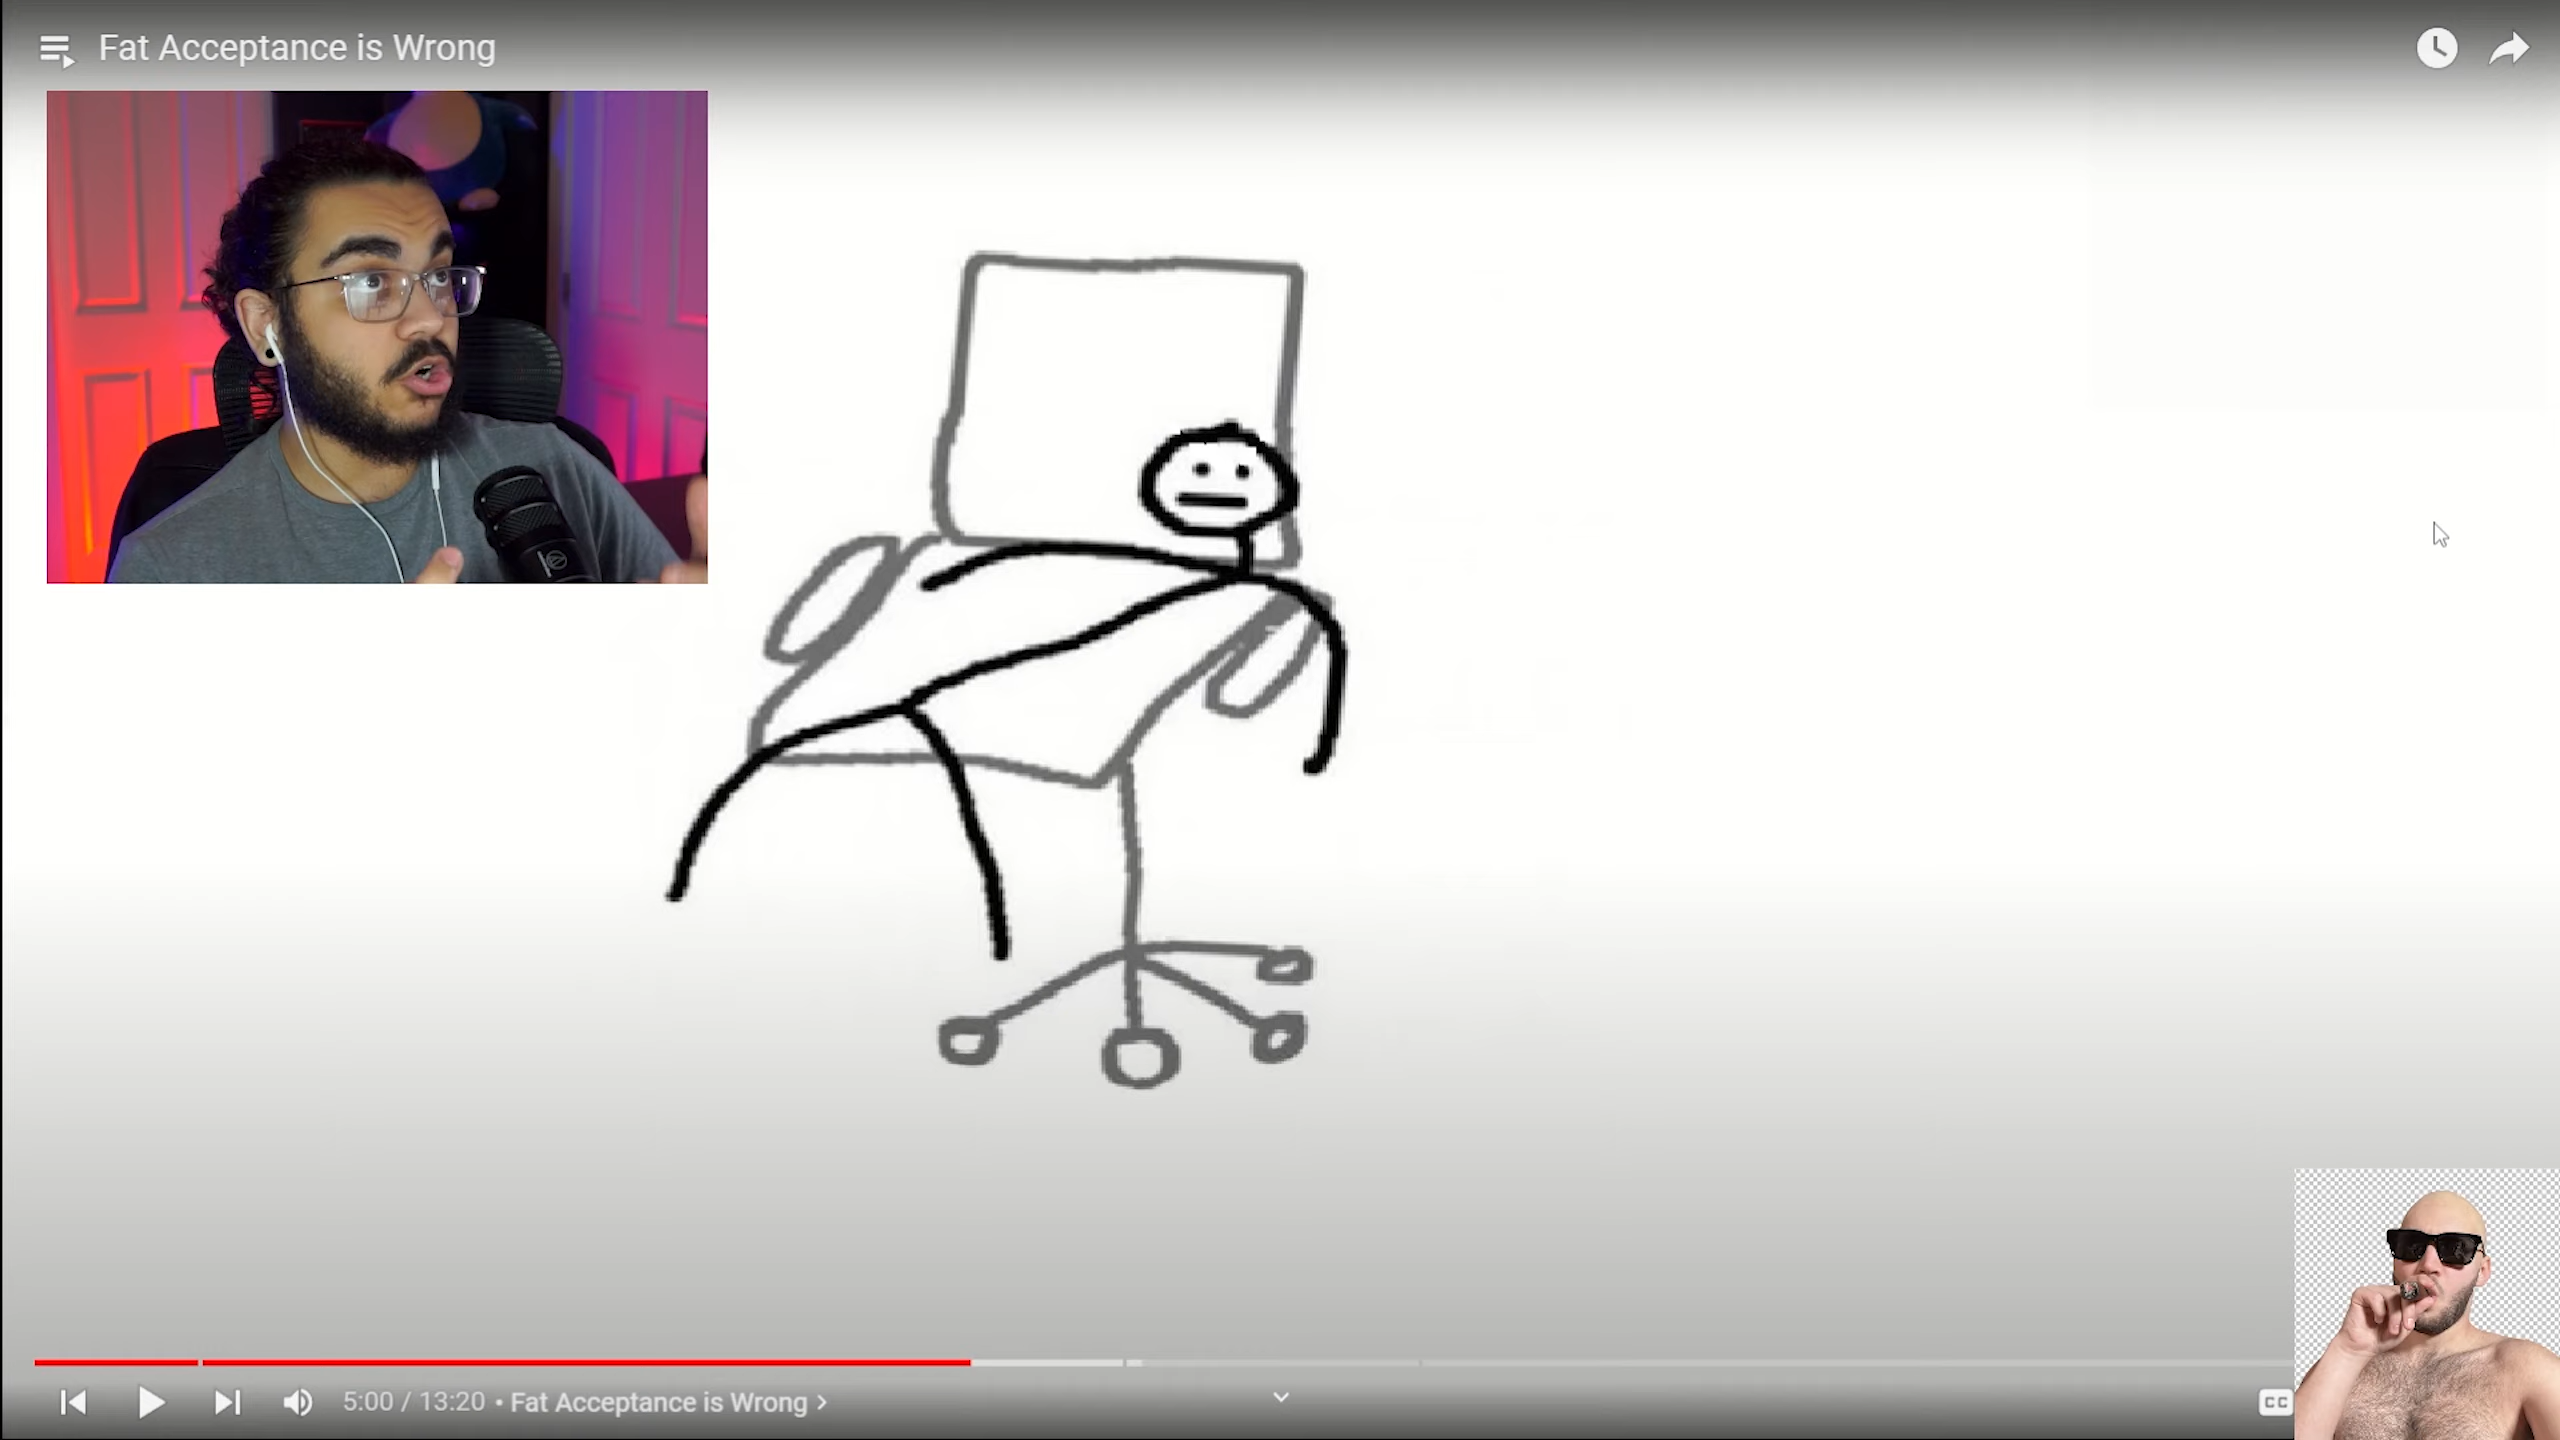 Fat Acceptance is Wrong
5:00 / 13:20 • Fat Acceptance is Wrong >
CC